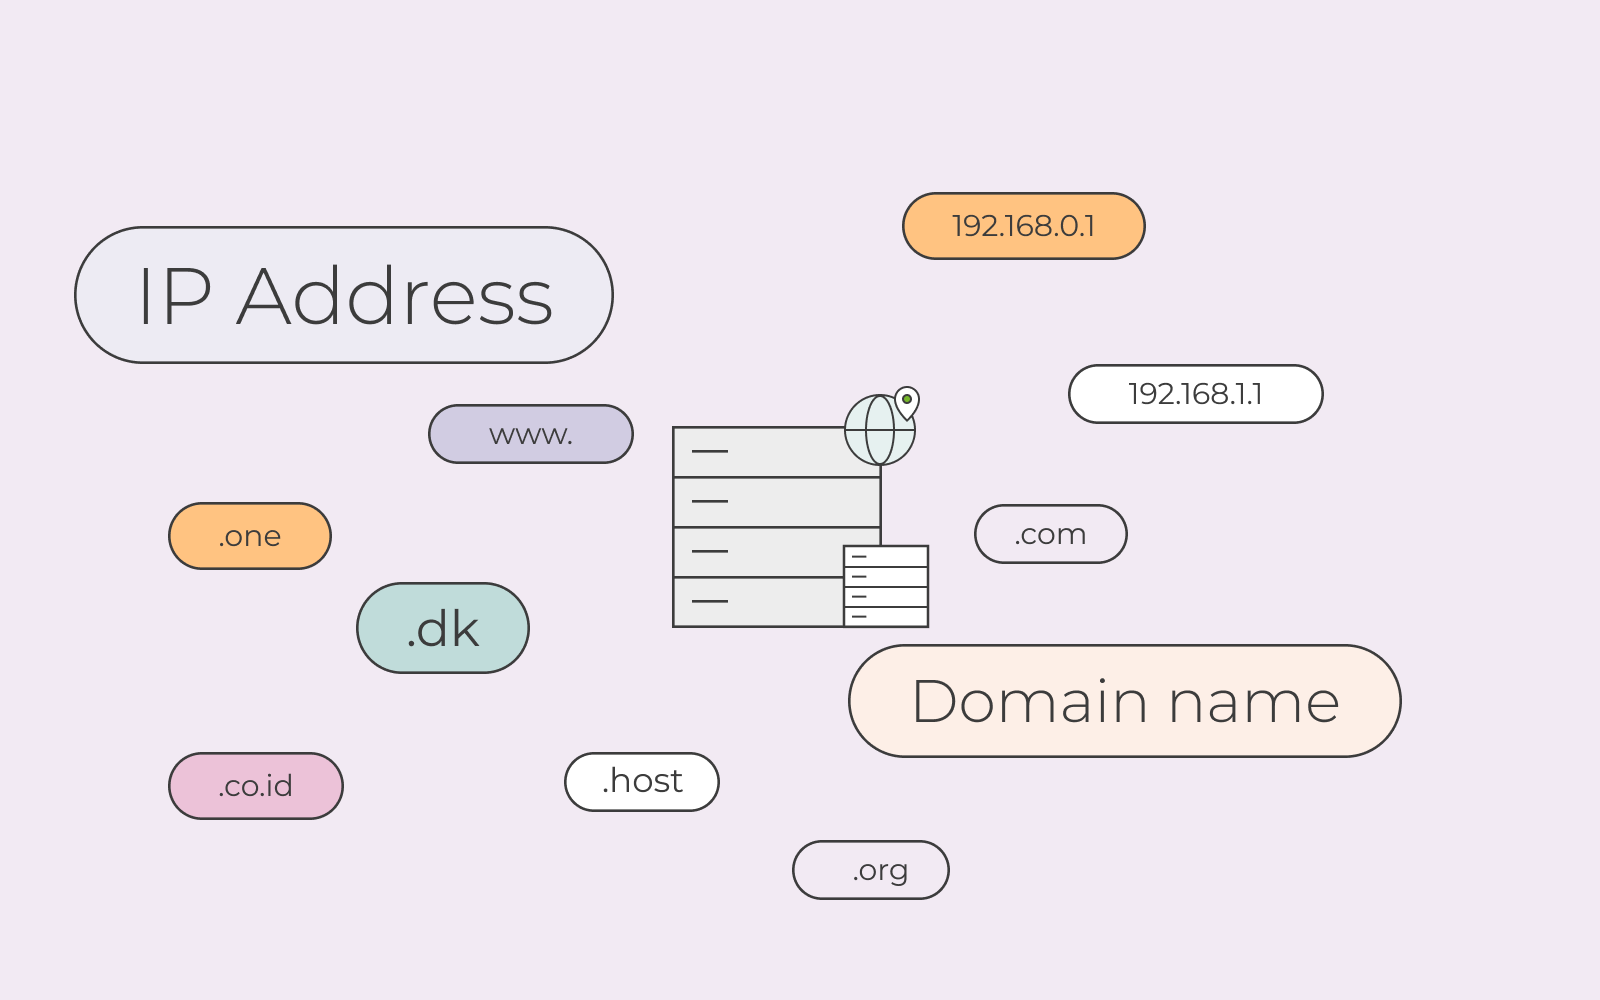 192.168.0.1
IP Address
192.168.1.1
www.
.one
.com
.dk
Domain name
.co.id
.host
.org